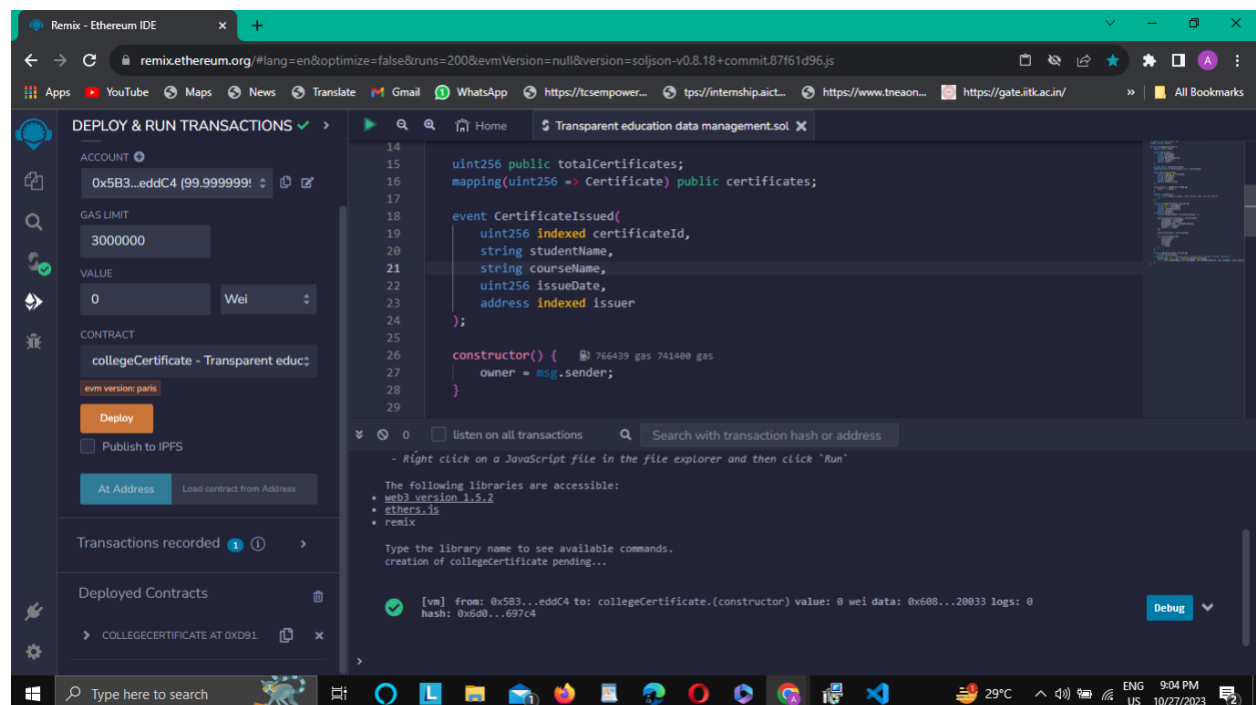 Remix - Ethereum IDE
remix.ethereum.org/#lang=en&optimize=false&runs=200&evmVersion=null&version=soljson-v0.8.18+commit.87f61d96.js
A
Apps YouTube Maps News Translate Gmail WhatsApp https://tcsempower... tps://internship.aict... https://www.tneaon... https://gate.iitk.ac.in/ » All Bookmarks
DEPLOY & RUN TRANSACTIONS
ACCOUNT
0x5B3...eddC4 (99.9999999
GAS LIMIT
3000000
VALUE
0 Wei
CONTRACT
collegeCertificate - Transparent educ
evm version: paris
Deploy
Publish to IPFS
At Address Load contract from Address
Transactions recorded 1
Deployed Contracts
COLLEGECERTIFICATE AT 0XD91.
Home Transparent education data management.sol
14
15 uint256 public totalCertificates;
16 mapping(uint256 => Certificate) public certificates;
17
18 event CertificateIssued(
19 uint256 indexed certificateId,
20 string studentName,
21 string courseName,
22 uint256 issueDate,
23 address indexed issuer
24 );
25
26 constructor() { 766439 gas 741400 gas
27 owner = msg.sender;
28 }
29
0 listen on all transactions Search with transaction hash or address
- Right click on a JavaScript file in the file explorer and then click `Run`
The following libraries are accessible:
• web3 version 1.5.2
• ethers.js
• remix
Type the library name to see available commands.
creation of collegeCertificate pending...
[vm] from: 0x5B3...eddC4 to: collegeCertificate.(constructor) value: 0 wei data: 0x608...20033 logs: 0
hash: 0x6d0...697c4
Debug
>
Type here to search
29°C ENG 9:04 PM
US 10/27/2023